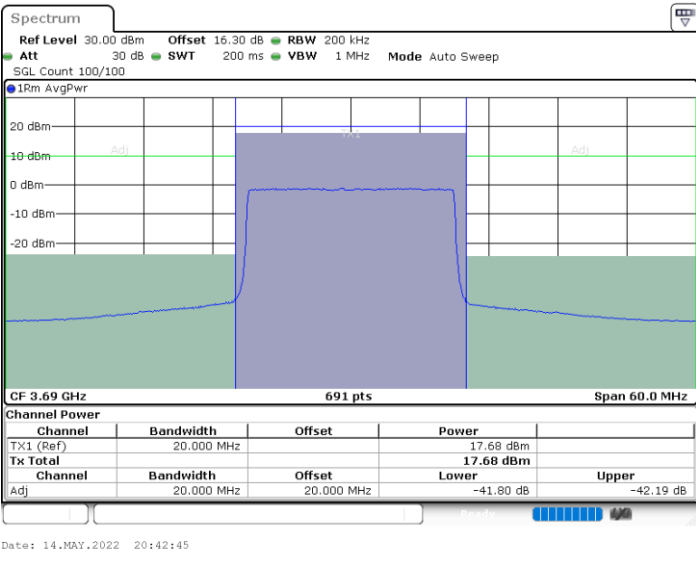 Spectrum
Ref Level 30.00 dBm Offset 16.30 dB RBW 200 kHz
Att 30 dB SWT 200 ms VBW 1 MHz Mode Auto Sweep
SGL Count 100/100
1Rm AvgPwr
20 dBm
TX1
10 dBm Adj Adj
0 dBm
-10 dBm
-20 dBm
CF 3.69 GHz 691 pts Span 60.0 MHz
Channel Power
Channel Bandwidth Offset Power
TX1 (Ref) 20.000 MHz 17.68 dBm
Tx Total 17.68 dBm
Channel Bandwidth Offset Lower Upper
Adj 20.000 MHz 20.000 MHz -41.80 dB -42.19 dB
Ready
Date: 14.MAY.2022 20:42:45